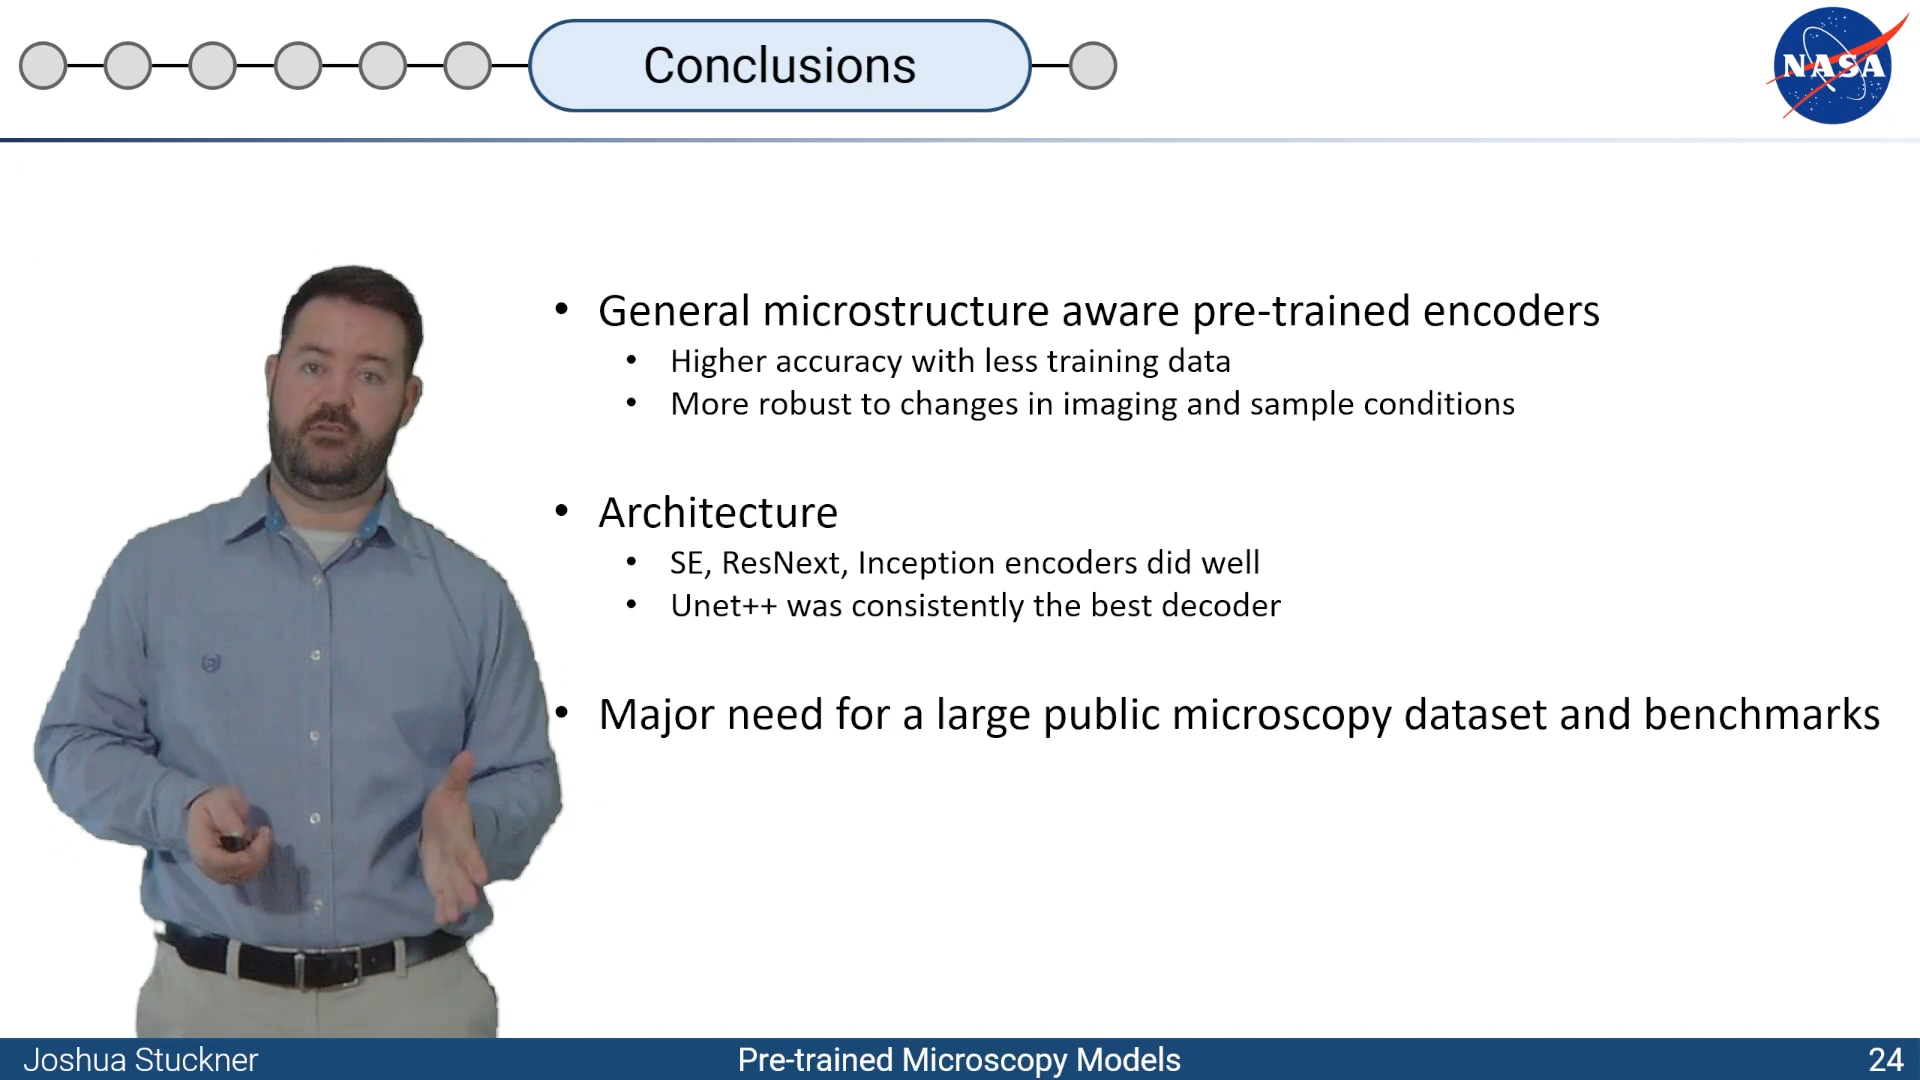 Conclusions
NASA
• General microstructure aware pre-trained encoders
• Higher accuracy with less training data
• More robust to changes in imaging and sample conditions
• Architecture
• SE, ResNext, Inception encoders did well
• Unet++ was consistently the best decoder
• Major need for a large public microscopy dataset and benchmarks
Joshua Stuckner
Pre-trained Microscopy Models
24